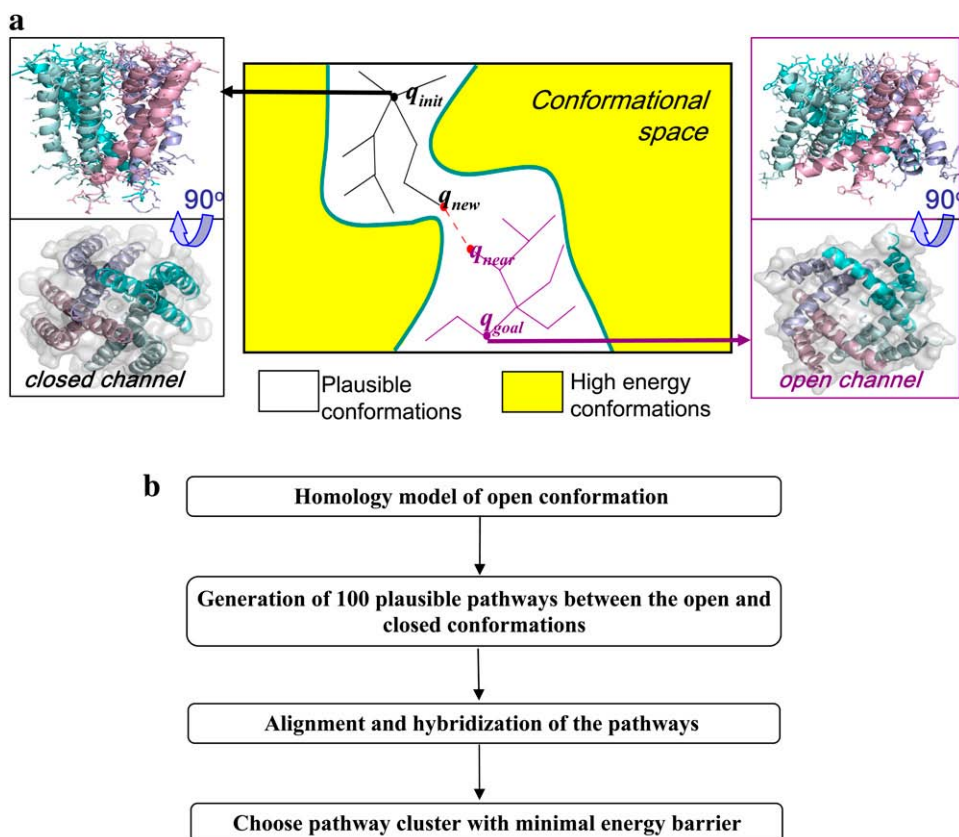 a
q_init
Conformational
space
90°
90°
q_new
q_near
q_goal
closed channel
open channel
Plausible
conformations
High energy
conformations
b
Homology model of open conformation
Generation of 100 plausible pathways between the open and
closed conformations
Alignment and hybridization of the pathways
Choose pathway cluster with minimal energy barrier